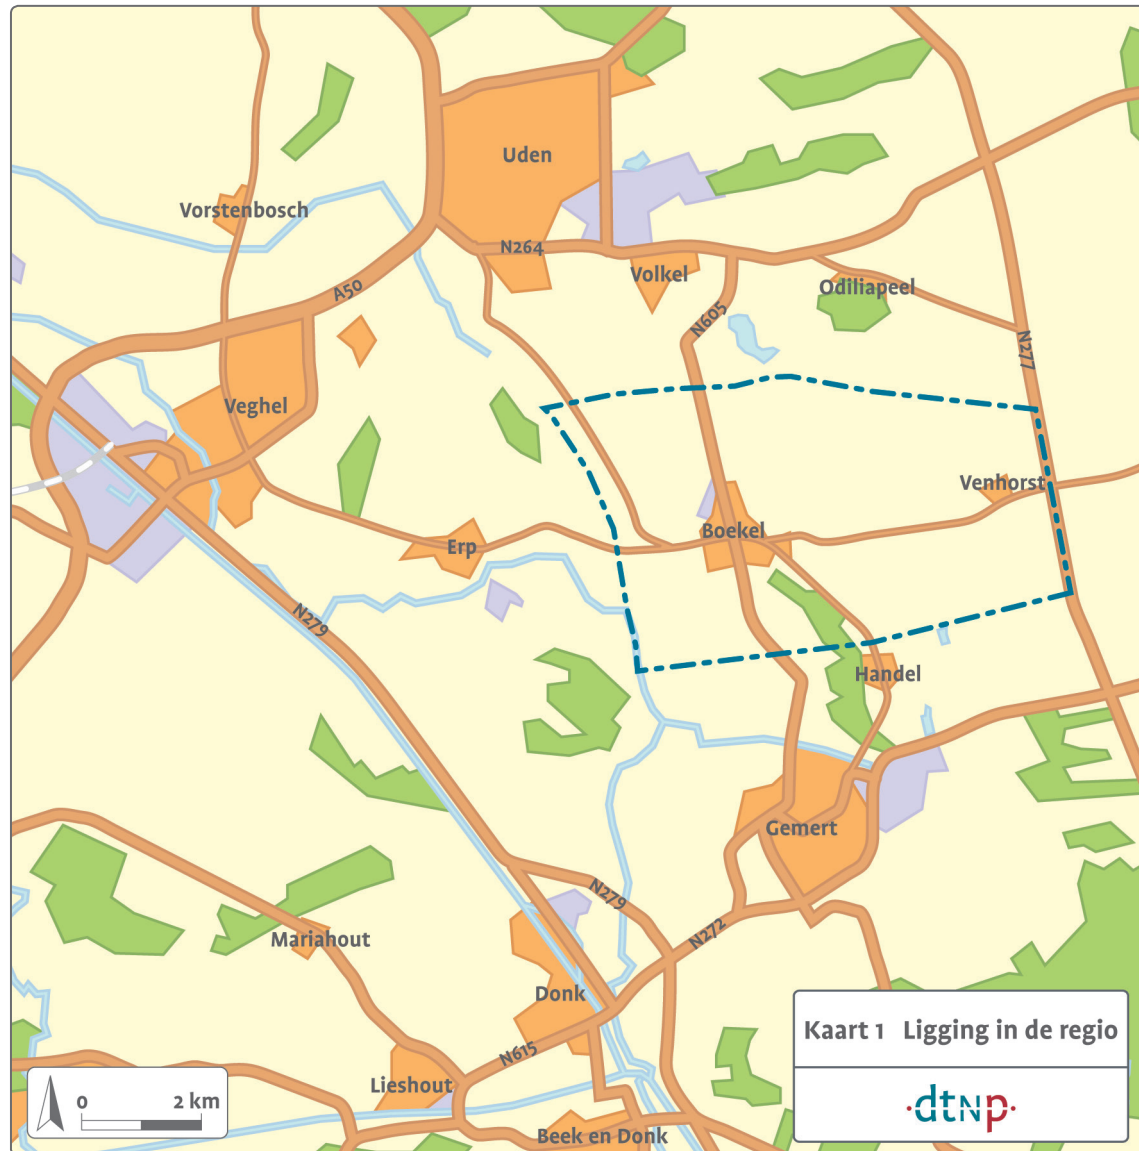 Uden
Vorstenbosch
N264
Volkel
Odiliapeel
A50
N605
N277
Veghel
Venhorst
Boekel
Erp
N279
Handel
Gemert
N279
N272
Mariahout
Donk
N615
Lieshout
Beek en Donk
0 2 km
Kaart 1 Ligging in de regio
·dtNp·